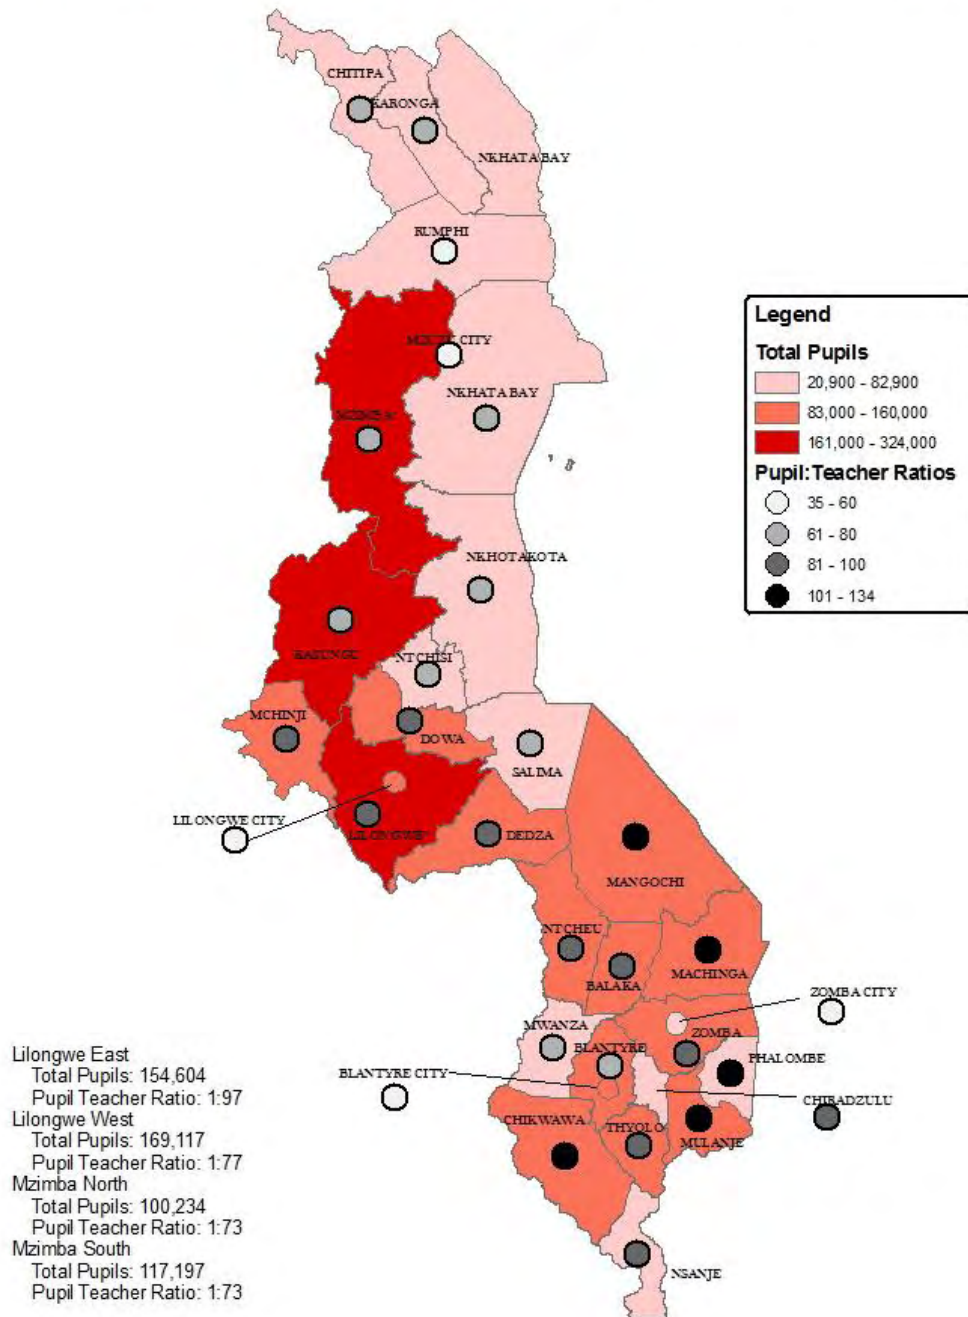 CHITIPA
KARONGA
NKHATA BAY
RUMPHI
MZUZU CITY
NKHATA BAY
MZIMBA
NKHOTAKOTA
KASUNGU
NTCHISI
MCHINJI
DOWA
SALIMA
LILONGWE CITY
LILONGWE
DEDZA
MANGOCHI
NTCHEU
BALAKA
MACHINGA
ZOMBA CITY
MWANZA
BLANTYRE
ZOMBA
PHALOMBE
BLANTYRE CITY
CHIRADZULU
CHIKWAWA
THYOLO
MULANJE
NSANJE
Legend
Total Pupils
20,900 - 82,900
83,000 - 160,000
161,000 - 324,000
Pupil:Teacher Ratios
35 - 60
61 - 80
81 - 100
101 - 134
Lilongwe East
Total Pupils: 154,604
Pupil Teacher Ratio: 1:97
Lilongwe West
Total Pupils: 169,117
Pupil Teacher Ratio: 1:77
Mzimba North
Total Pupils: 100,234
Pupil Teacher Ratio: 1:73
Mzimba South
Total Pupils: 117,197
Pupil Teacher Ratio: 1:73